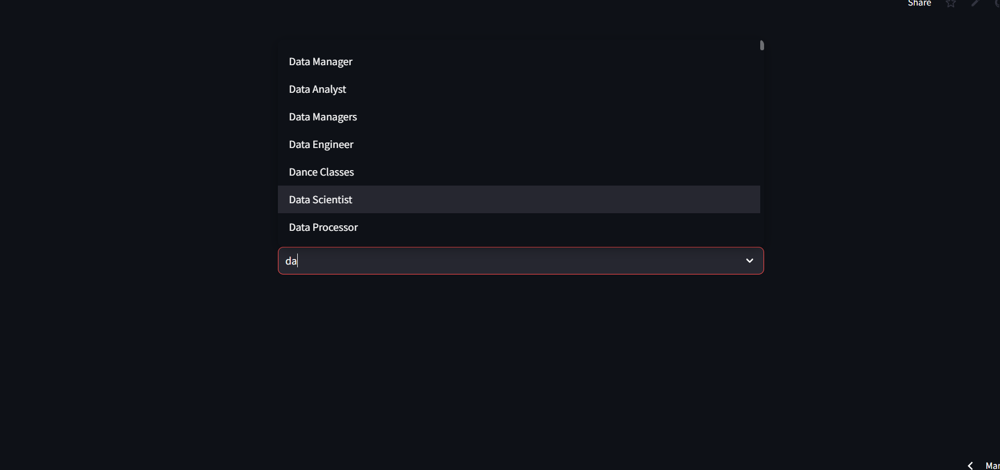 Share
Data Manager
Data Analyst
Data Managers
Data Engineer
Dance Classes
Data Scientist
Data Processor
da